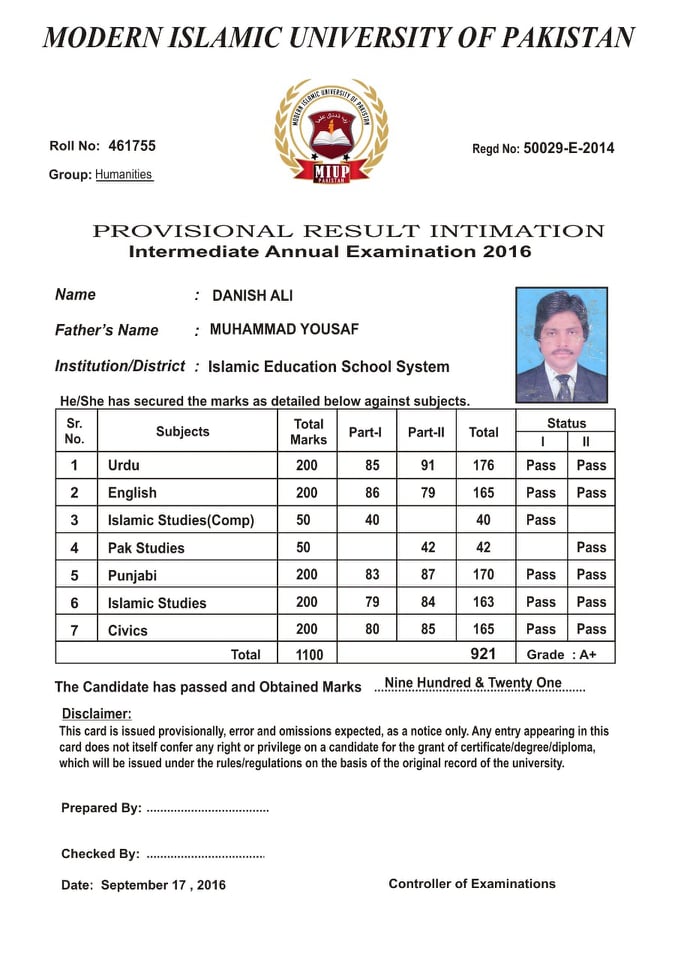 MODERN ISLAMIC UNIVERSITY OF PAKISTAN
MODERN ISLAMIC UNIVERSITY OF PAKISTAN
MIUP
PAKISTAN
Roll No: 461755
Regd No: 50029-E-2014
Group: Humanities
PROVISIONAL RESULT INTIMATION
Intermediate Annual Examination 2016
Name : DANISH ALI
Father's Name : MUHAMMAD YOUSAF
Institution/District : Islamic Education School System
He/She has secured the marks as detailed below against subjects.
Sr. No. Subjects Total Marks Part-I Part-II Total Status I II
1 Urdu 200 85 91 176 Pass Pass
2 English 200 86 79 165 Pass Pass
3 Islamic Studies(Comp) 50 40 40 Pass
4 Pak Studies 50 42 42 Pass
5 Punjabi 200 83 87 170 Pass Pass
6 Islamic Studies 200 79 84 163 Pass Pass
7 Civics 200 80 85 165 Pass Pass
Total 1100 921 Grade : A+
The Candidate has passed and Obtained Marks Nine Hundred & Twenty One
Disclaimer:
This card is issued provisionally, error and omissions expected, as a notice only. Any entry appearing in this
card does not itself confer any right or privilege on a candidate for the grant of certificate/degree/diploma,
which will be issued under the rules/regulations on the basis of the original record of the university.
Prepared By: ....................................
Checked By: ..................................
Date: September 17 , 2016
Controller of Examinations